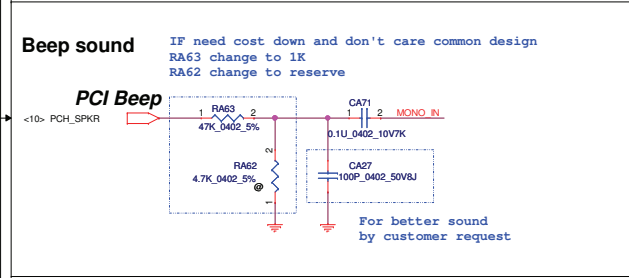 Beep sound
IF need cost down and don't care common design
RA63 change to 1K
RA62 change to reserve
PCI Beep
<10> PCH_SPKR
1 RA63 2
47K_0402_5%
CA71
1 2 MONO_IN
0.1U_0402_10V7K
2
RA62
4.7K_0402_5%
@
1
CA27
100P_0402_50V8J
For better sound
by customer request